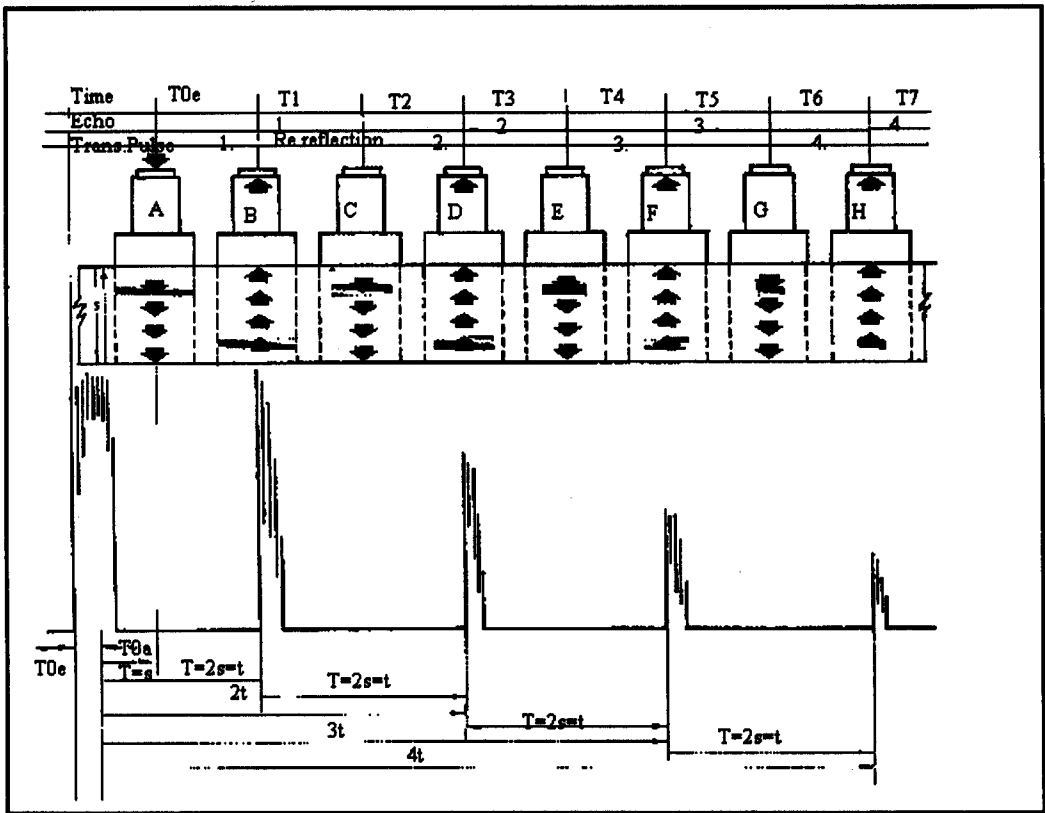 Time T0e T1 T2 T3 T4 T5 T6 T7
Echo 1 2 3 4
Trans.Pulse 1. Re reflection 2. 3. 4.
A B C D E F G H
s
T0a
T0e T=s T=2s=t
2t T=2s=t
3t T=2s=t
4t T=2s=t